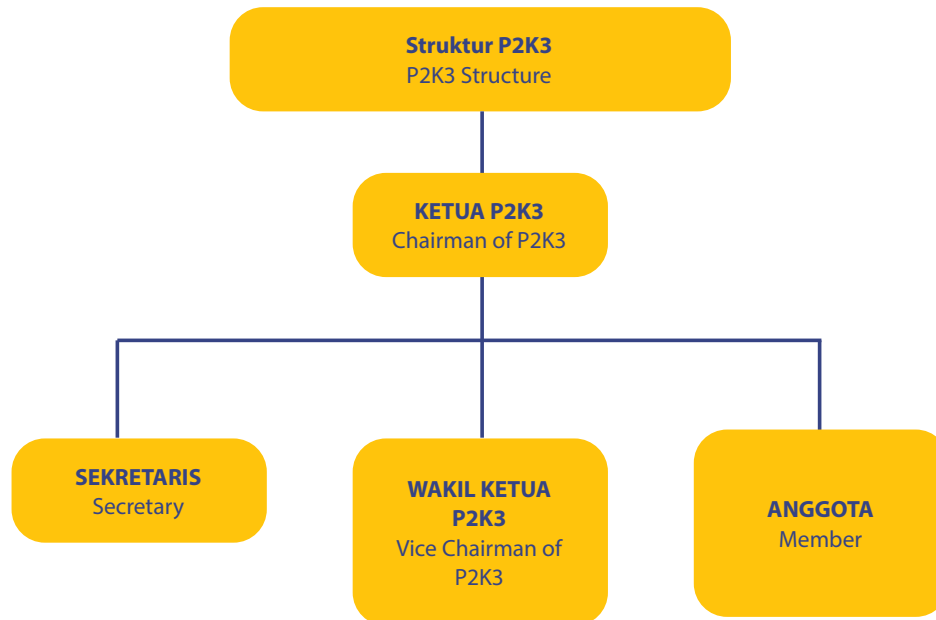 Struktur P2K3
P2K3 Structure
KETUA P2K3
Chairman of P2K3
SEKRETARIS
Secretary
WAKIL KETUA
P2K3
Vice Chairman of
P2K3
ANGGOTA
Member